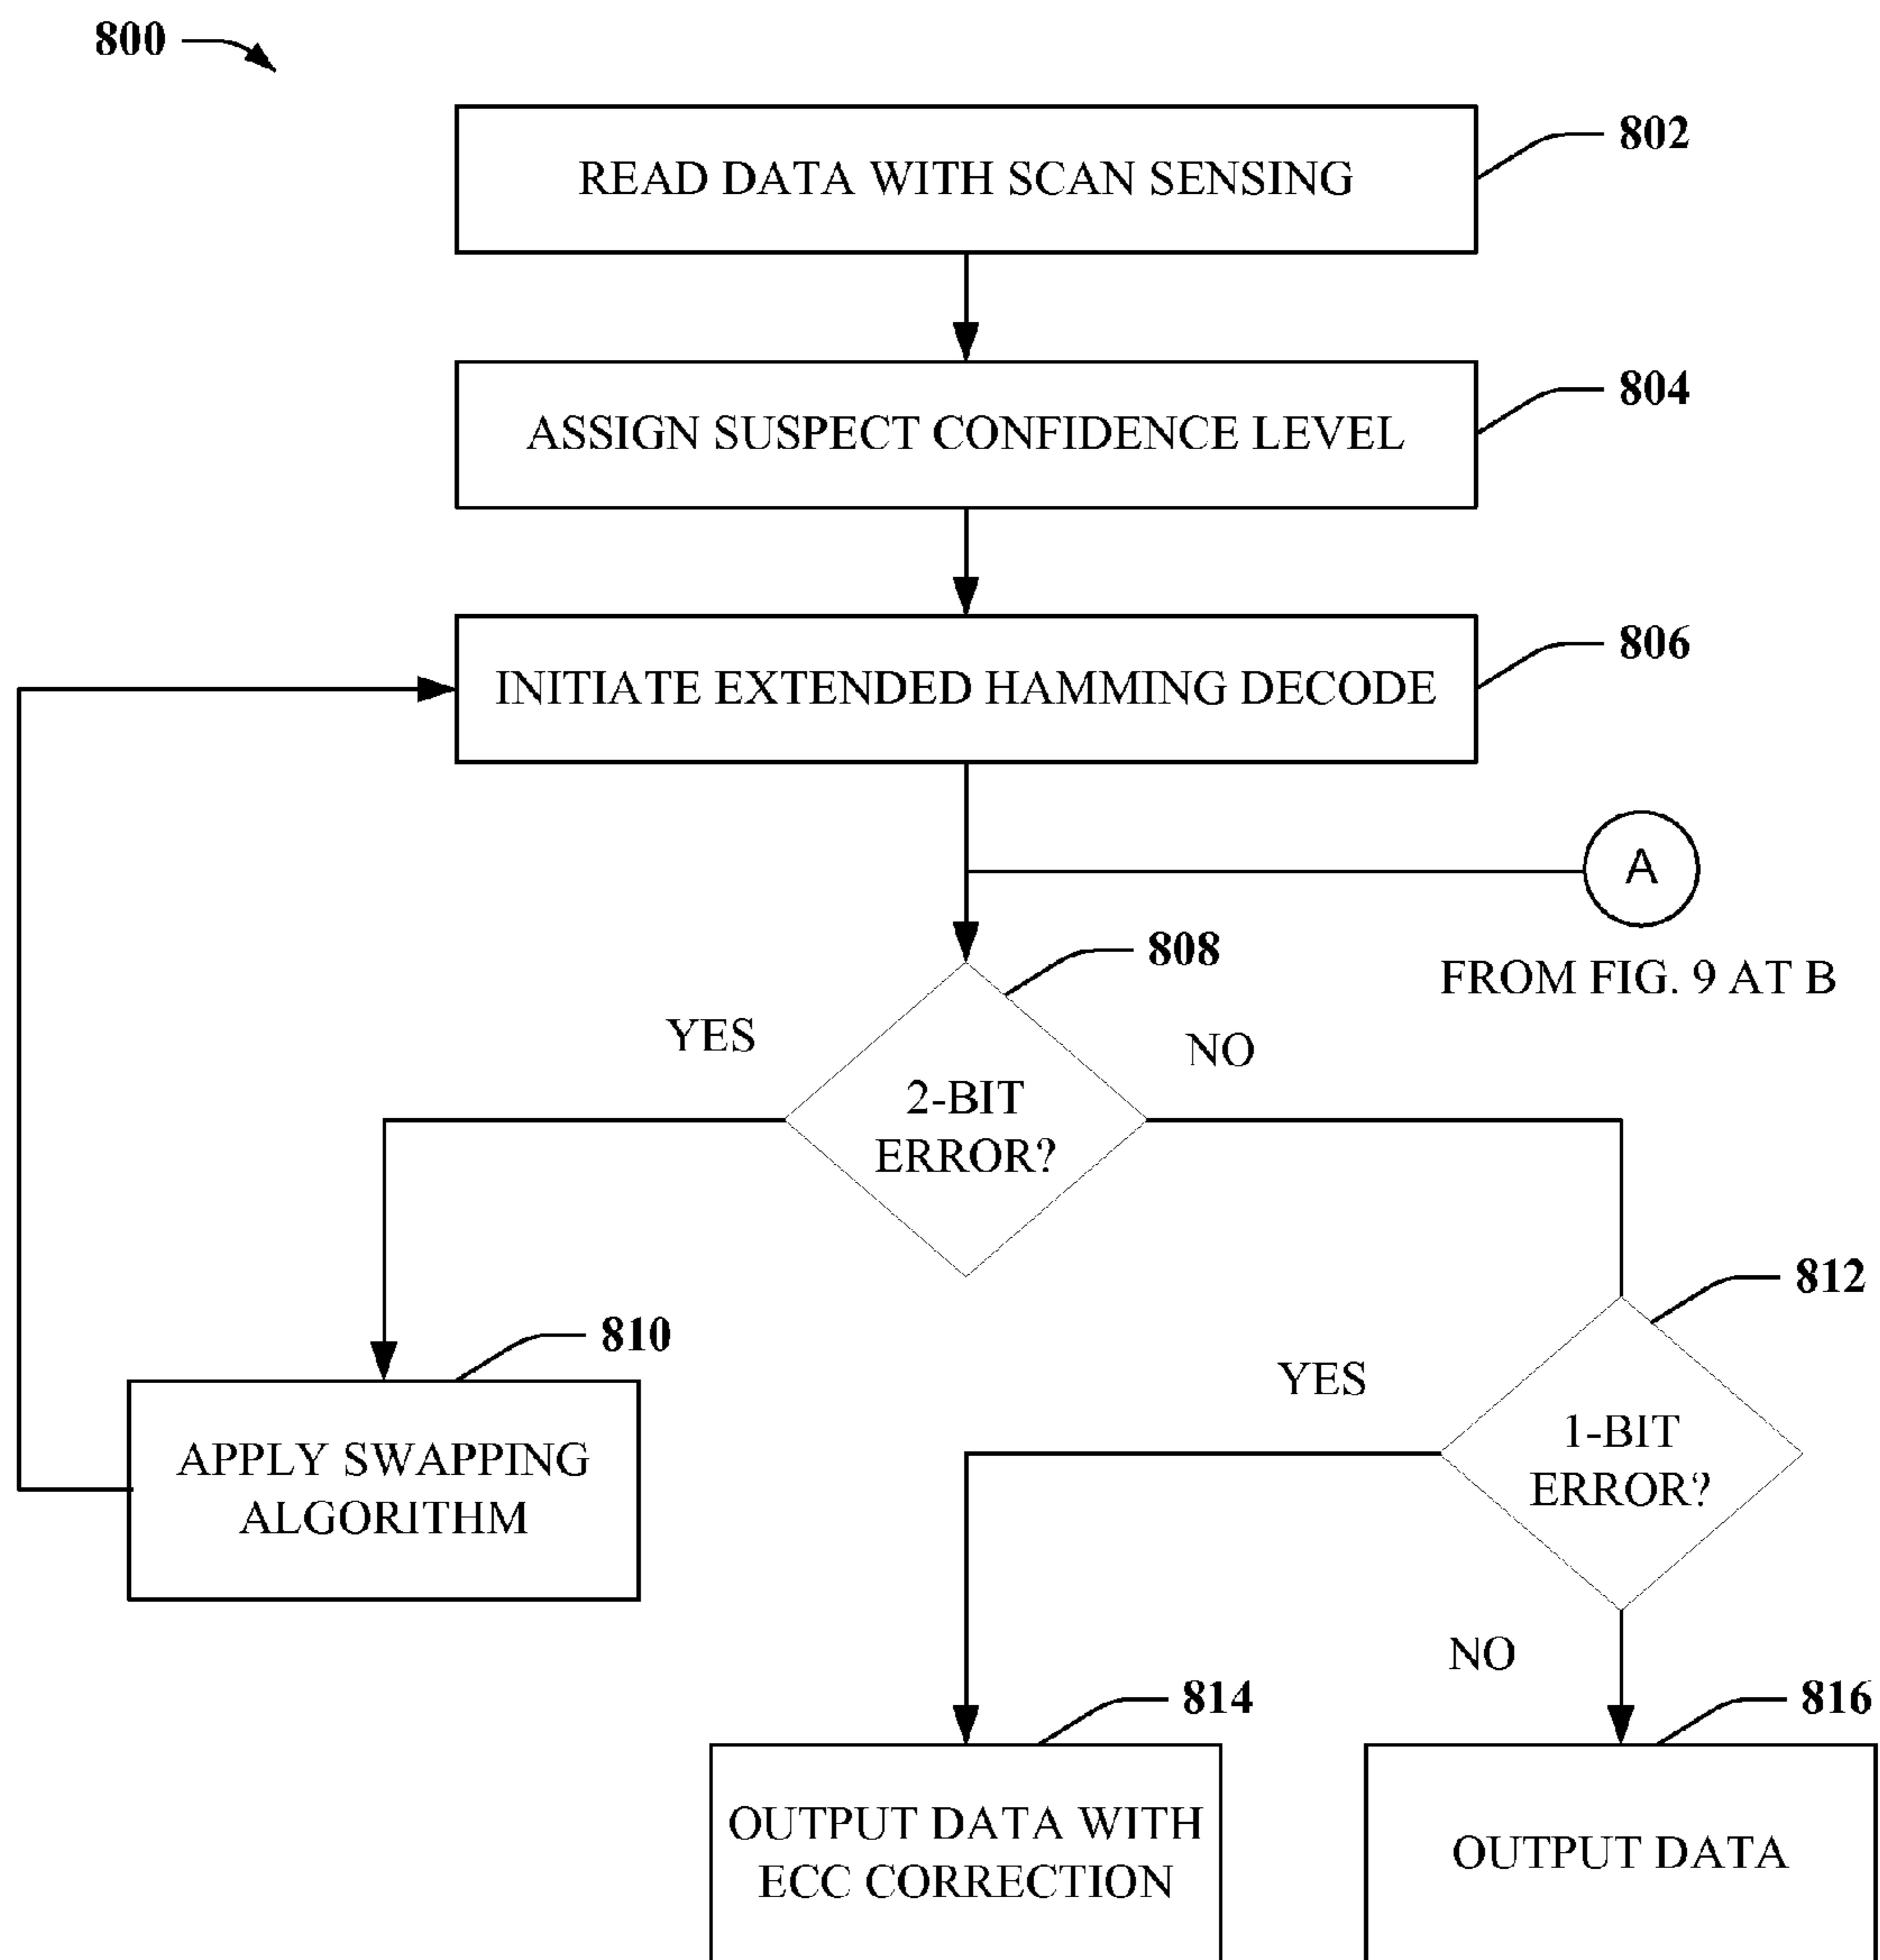 800
READ DATA WITH SCAN SENSING
802
ASSIGN SUSPECT CONFIDENCE LEVEL
804
INITIATE EXTENDED HAMMING DECODE
806
A
FROM FIG. 9 AT B
808
YES
NO
2-BIT
ERROR?
812
810
YES
1-BIT
ERROR?
APPLY SWAPPING
ALGORITHM
NO
814
816
OUTPUT DATA WITH
ECC CORRECTION
OUTPUT DATA